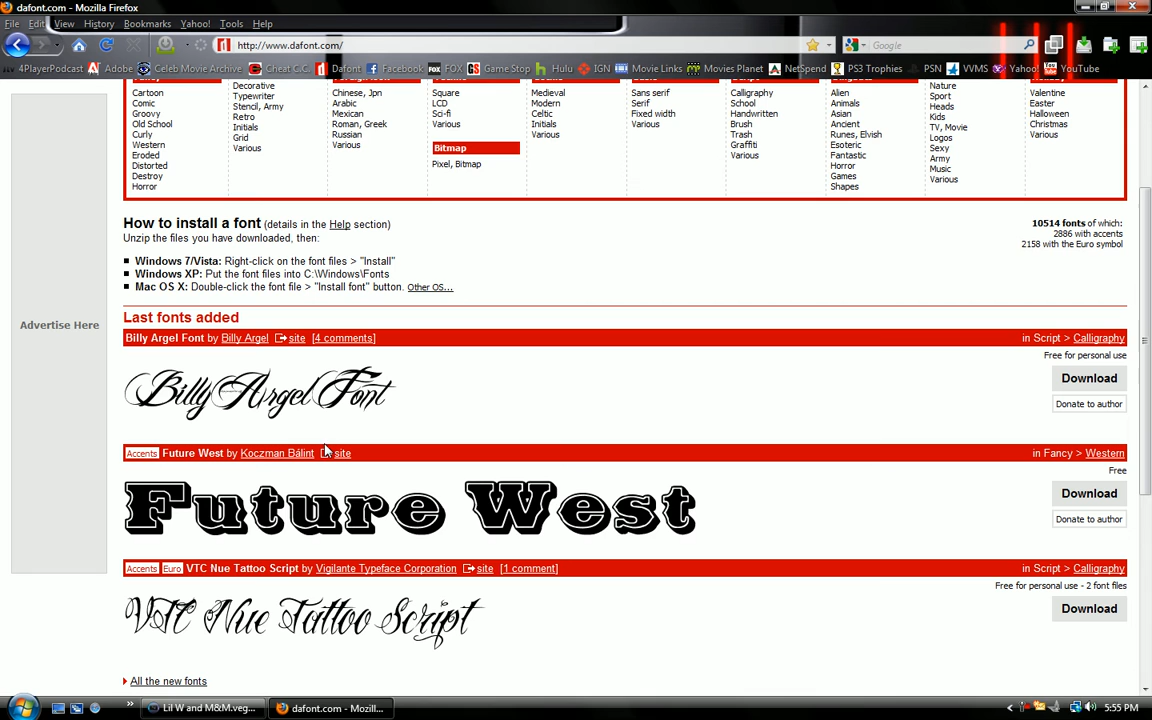 dafont.com - Mozilla Firefox
File Edit View History Bookmarks Yahoo! Tools Help
http://www.dafont.com/
Google
4PlayerPodcast Adobe Celeb Movie Archive Cheat C.C. Dafont Facebook FOX Game Stop Hulu IGN Movie Links Movies Planet NetSpend PS3 Trophies PSN VVMS Yahoo! YouTube
Cartoon
Comic
Groovy
Old School
Curly
Western
Eroded
Distorted
Destroy
Horror
Decorative
Typewriter
Stencil, Army
Retro
Initials
Grid
Various
Chinese, Jpn
Arabic
Mexican
Roman, Greek
Russian
Various
Square
LCD
Sci-fi
Various
Bitmap
Pixel, Bitmap
Medieval
Modern
Celtic
Initials
Various
Sans serif
Serif
Fixed width
Various
Calligraphy
School
Handwritten
Brush
Trash
Graffiti
Various
Alien
Animals
Asian
Ancient
Runes, Elvish
Esoteric
Fantastic
Horror
Games
Shapes
Nature
Sport
Heads
Kids
TV, Movie
Logos
Sexy
Army
Music
Various
Valentine
Easter
Halloween
Christmas
Various
Advertise Here
How to install a font (details in the Help section)
Unzip the files you have downloaded, then:
Windows 7/Vista: Right-click on the font files > "Install"
Windows XP: Put the font files into C:\Windows\Fonts
Mac OS X: Double-click the font file > "Install font" button. Other OS...
10514 fonts of which:
2886 with accents
2158 with the Euro symbol
Last fonts added
Billy Argel Font by Billy Argel site [4 comments] in Script > Calligraphy
Free for personal use
Billy Argel Font
Download
Donate to author
Accents Future West by Koczman Bálint site in Fancy > Western
Free
Future West
Download
Donate to author
Accents Euro VTC Nue Tattoo Script by Vigilante Typeface Corporation site [1 comment] in Script > Calligraphy
Free for personal use - 2 font files
VTC Nue Tattoo Script
Download
All the new fonts
Lil W and M&M.veg... dafont.com - Mozill... 5:55 PM